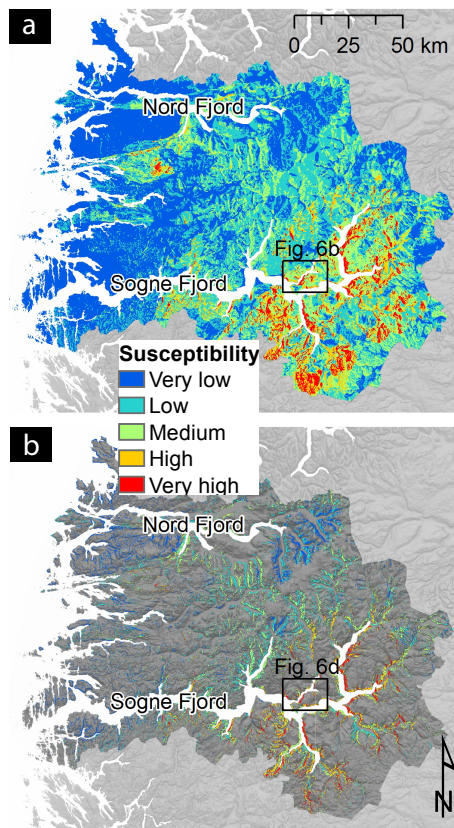 a
0 25 50 km
Nord Fjord
Fig. 6b
Sogne Fjord
Susceptibility
Very low
Low
Medium
High
Very high
b
Nord Fjord
Fig. 6d
Sogne Fjord
N